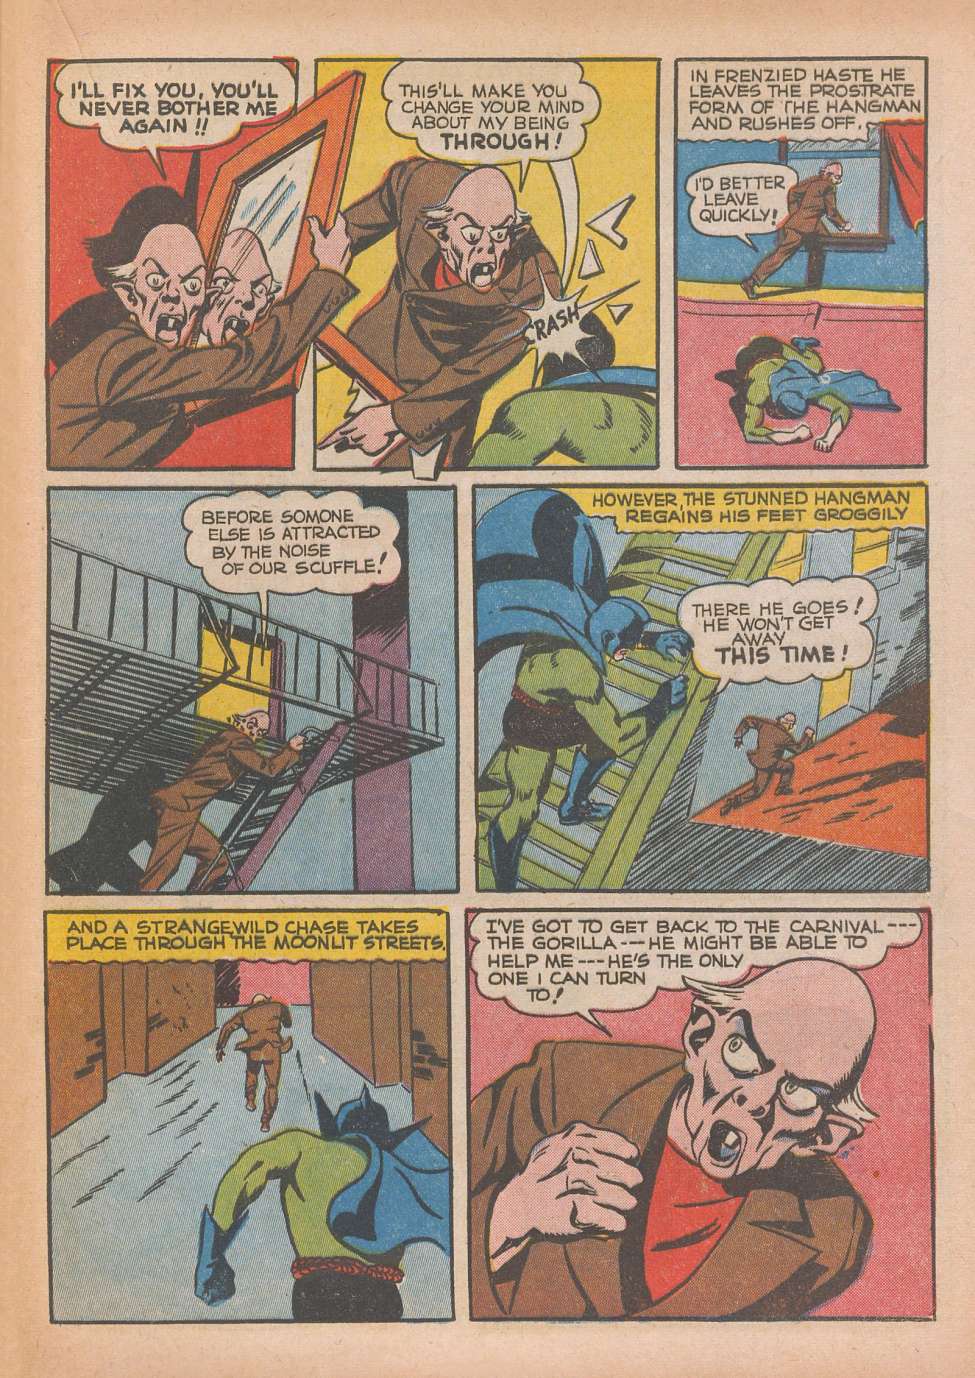 I'LL FIX YOU, YOU'LL
NEVER BOTHER ME
AGAIN!!
THIS'LL MAKE YOU
CHANGE YOUR MIND
ABOUT MY BEING
THROUGH!
CRASH
IN FRENZIED HASTE HE
LEAVES THE PROSTRATE
FORM OF THE HANGMAN
AND RUSHES OFF.
I'D BETTER
LEAVE
QUICKLY!
BEFORE SOMONE
ELSE IS ATTRACTED
BY THE NOISE
OF OUR SCUFFLE!
HOWEVER, THE STUNNED HANGMAN
REGAINS HIS FEET GROGGILY
THERE HE GOES!
HE WON'T GET
AWAY
THIS TIME!
AND A STRANGE, WILD CHASE TAKES
PLACE THROUGH THE MOONLIT STREETS.
I'VE GOT TO GET BACK TO THE CARNIVAL---
THE GORILLA---HE MIGHT BE ABLE TO
HELP ME---HE'S THE ONLY
ONE I CAN TURN
TO!